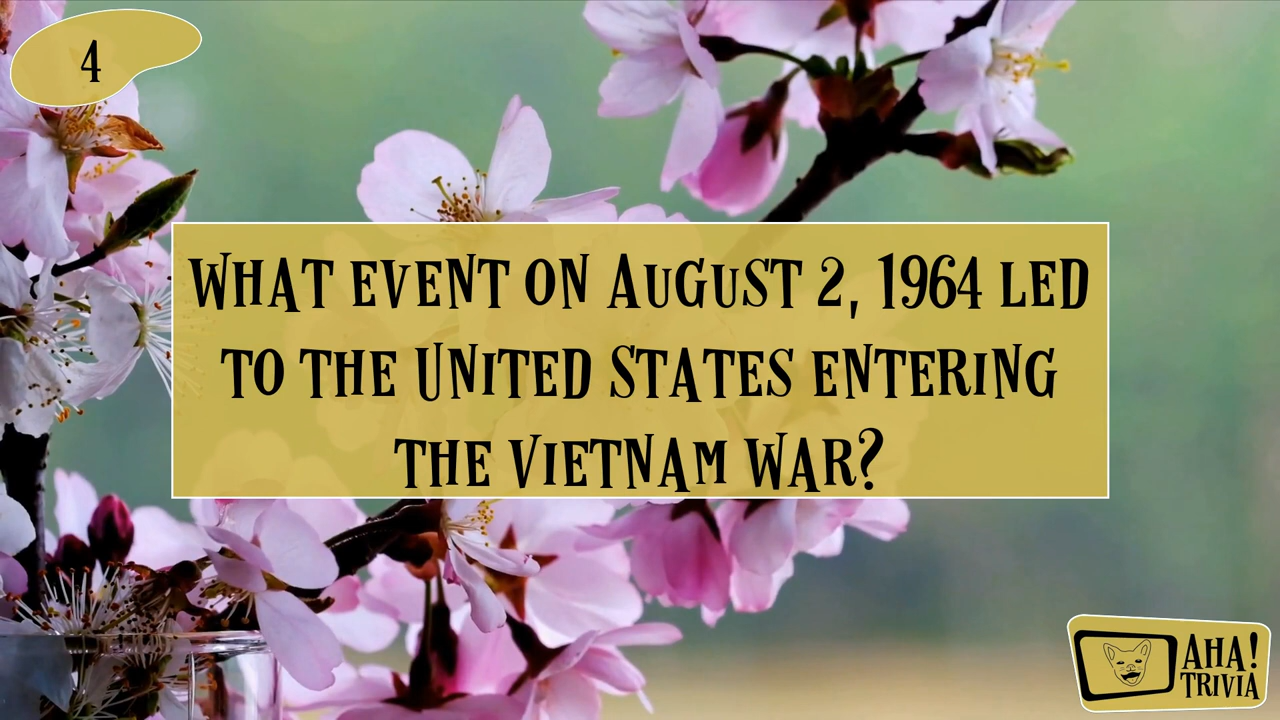 4
WHAT EVENT ON AUGUST 2, 1964 LED
TO THE UNITED STATES ENTERING
THE VIETNAM WAR?
AHA!
TRIVIA